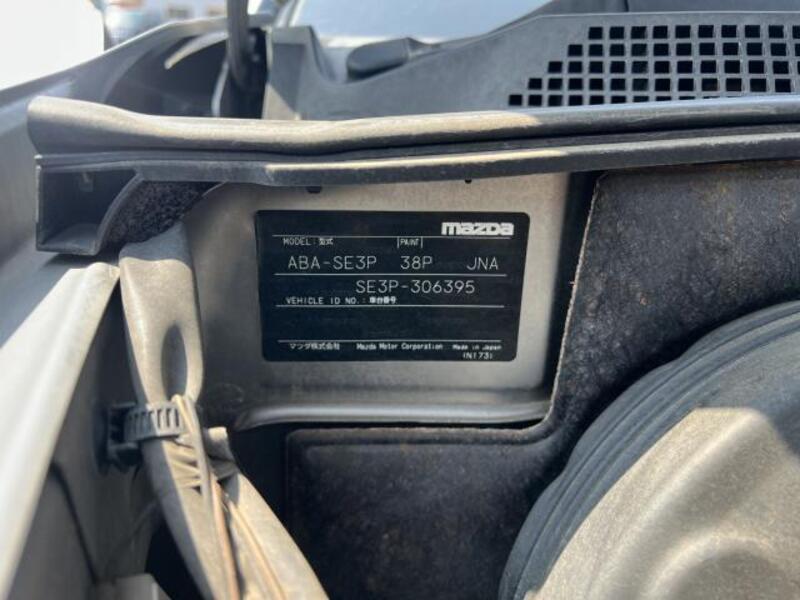 mazda
MODEL: 型式 PAINT
ABA-SE3P 38P JNA
SE3P-306395
VEHICLE ID NO.: 車台番号
マツダ株式会社 Mazda Motor Corporation Made in Japan
(N173)